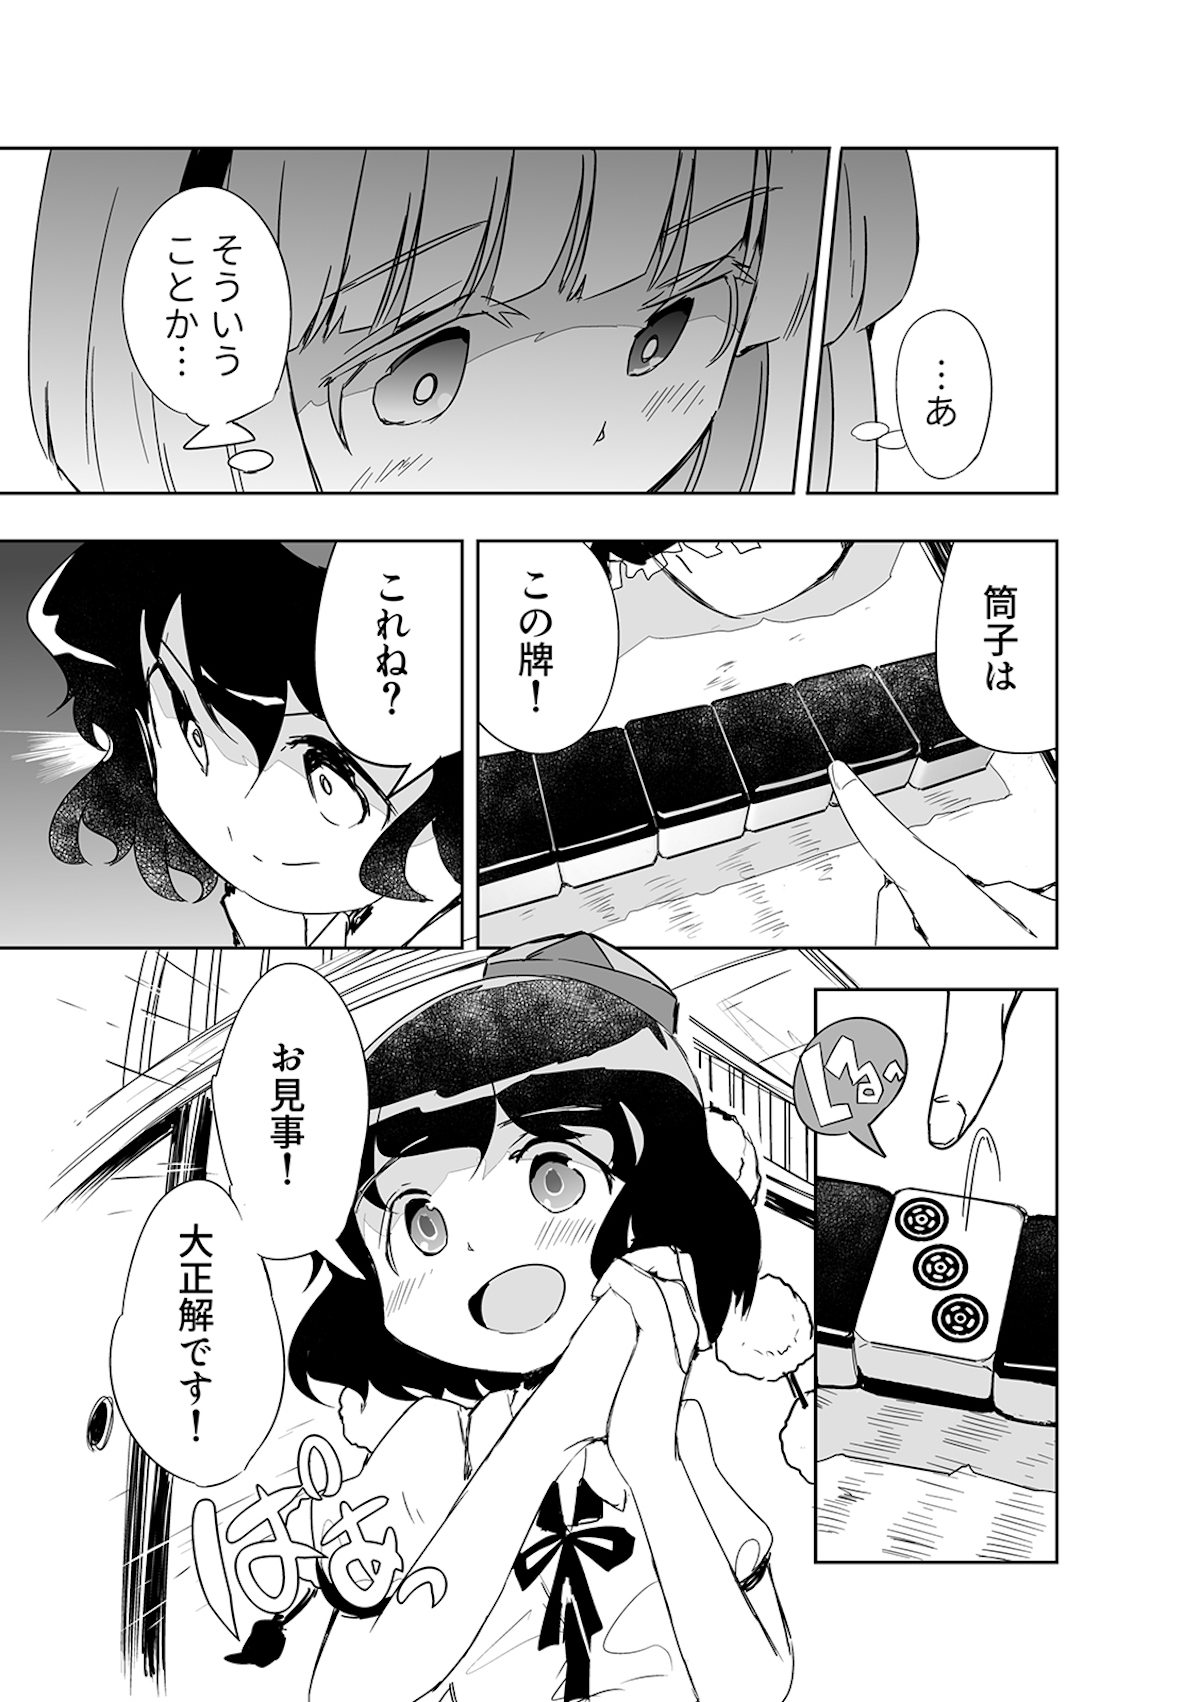 …あ
そういう
ことか…
筒子は
この牌！
これね？
お見事！
大正解です！
ぱぁっ